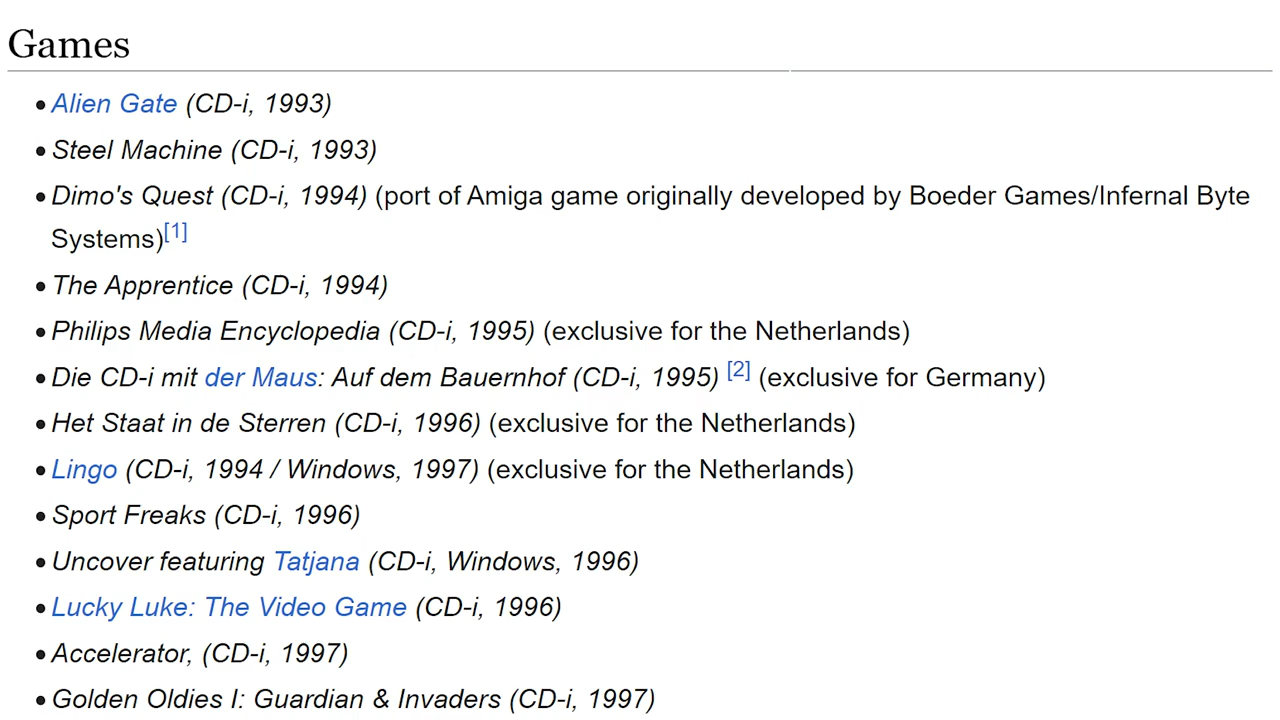 Games
• Alien Gate (CD-i, 1993)
• Steel Machine (CD-i, 1993)
• Dimo's Quest (CD-i, 1994) (port of Amiga game originally developed by Boeder Games/Infernal Byte
Systems)[1]
• The Apprentice (CD-i, 1994)
• Philips Media Encyclopedia (CD-i, 1995) (exclusive for the Netherlands)
• Die CD-i mit der Maus: Auf dem Bauernhof (CD-i, 1995) [2] (exclusive for Germany)
• Het Staat in de Sterren (CD-i, 1996) (exclusive for the Netherlands)
• Lingo (CD-i, 1994 / Windows, 1997) (exclusive for the Netherlands)
• Sport Freaks (CD-i, 1996)
• Uncover featuring Tatjana (CD-i, Windows, 1996)
• Lucky Luke: The Video Game (CD-i, 1996)
• Accelerator, (CD-i, 1997)
• Golden Oldies I: Guardian & Invaders (CD-i, 1997)